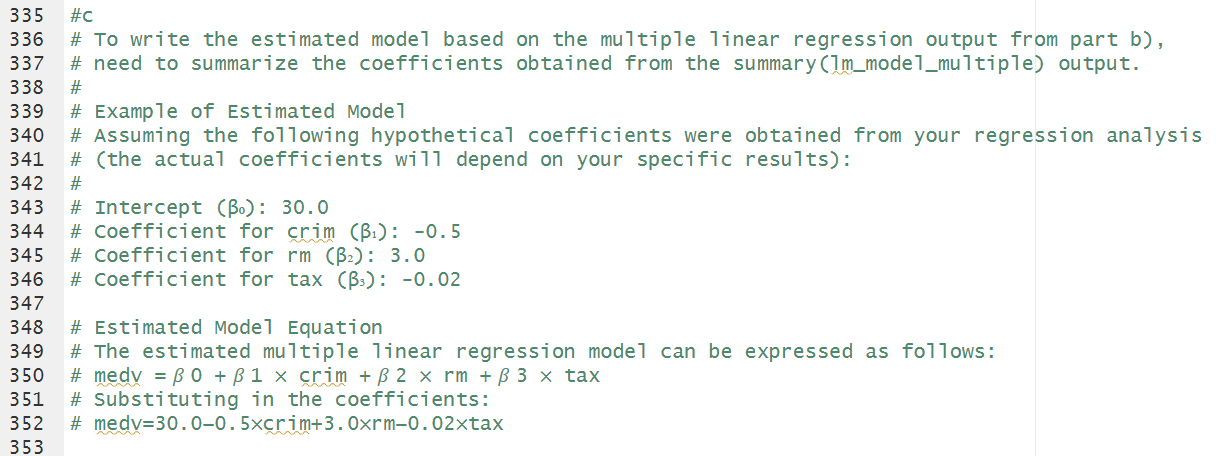 335 #c
336 # To write the estimated model based on the multiple linear regression output from part b),
337 # need to summarize the coefficients obtained from the summary(lm_model_multiple) output.
338 #
339 # Example of Estimated Model
340 # Assuming the following hypothetical coefficients were obtained from your regression analysis
341 # (the actual coefficients will depend on your specific results):
342 #
343 # Intercept (β₀): 30.0
344 # Coefficient for crim (β₁): -0.5
345 # Coefficient for rm (β₂): 3.0
346 # Coefficient for tax (β₃): -0.02
347
348 # Estimated Model Equation
349 # The estimated multiple linear regression model can be expressed as follows:
350 # medv = β 0 + β 1 × crim + β 2 × rm + β 3 × tax
351 # Substituting in the coefficients:
352 # medv=30.0−0.5×crim+3.0×rm−0.02×tax
353